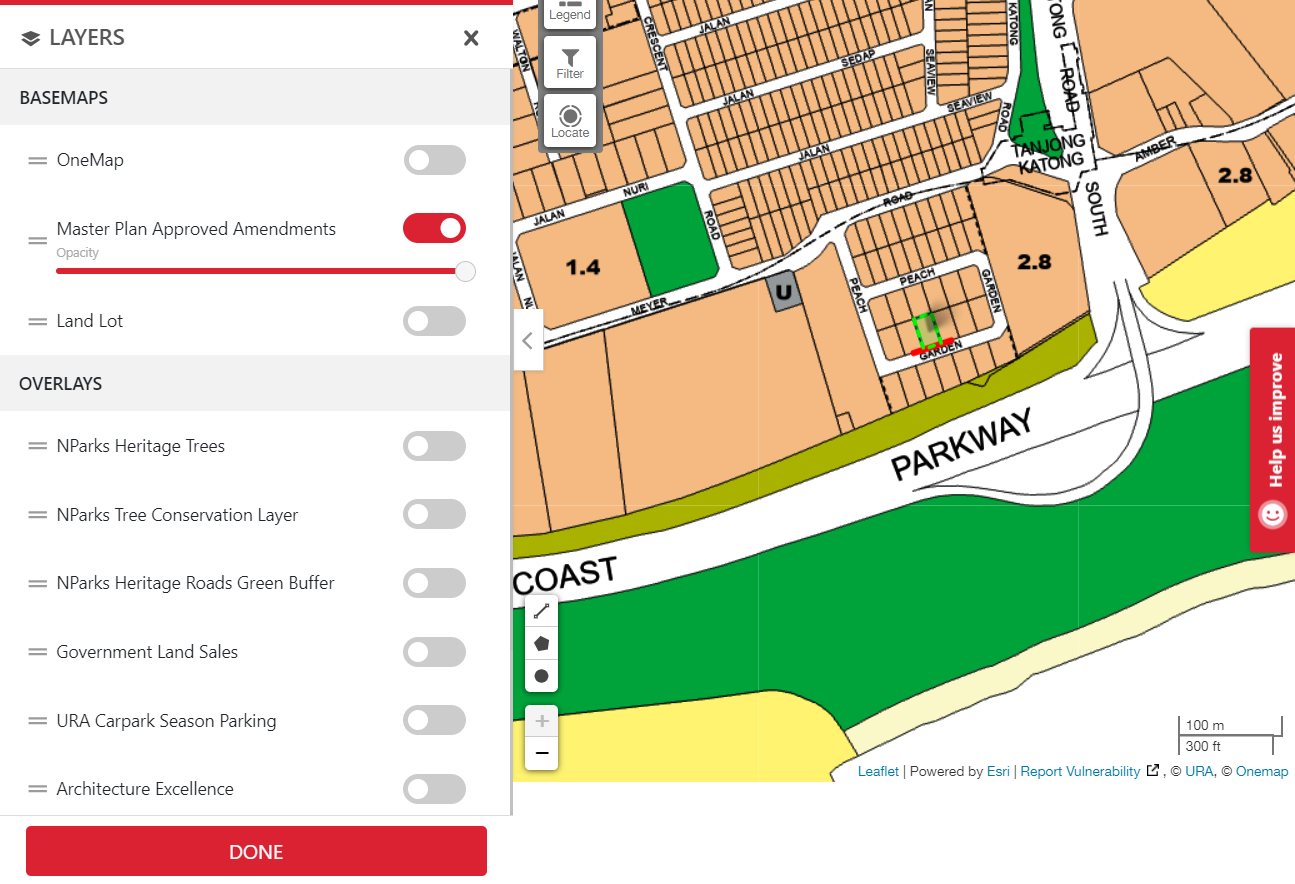 LAYERS
BASEMAPS
OneMap
Master Plan Approved Amendments
Opacity
Land Lot
OVERLAYS
NParks Heritage Trees
NParks Tree Conservation Layer
NParks Heritage Roads Green Buffer
Government Land Sales
URA Carpark Season Parking
Architecture Excellence
DONE
Legend
Filter
Locate
WALTON
CRESCENT
JALAN
SEDAP
JALAN
SEAVIEW
SEAVIEW
JALAN
KATONG
ROAD
KATONG
ROAD
TANJONG
KATONG
SOUTH
AMBER
2.8
JALAN
NURI
ROAD
JALAN
1.4
MEYER
ROAD
U
PEACH
PEACH
GARDEN
GARDEN
2.8
COAST
PARKWAY
Help us improve
100 m
300 ft
Leaflet | Powered by Esri | Report Vulnerability , © URA, © Onemap